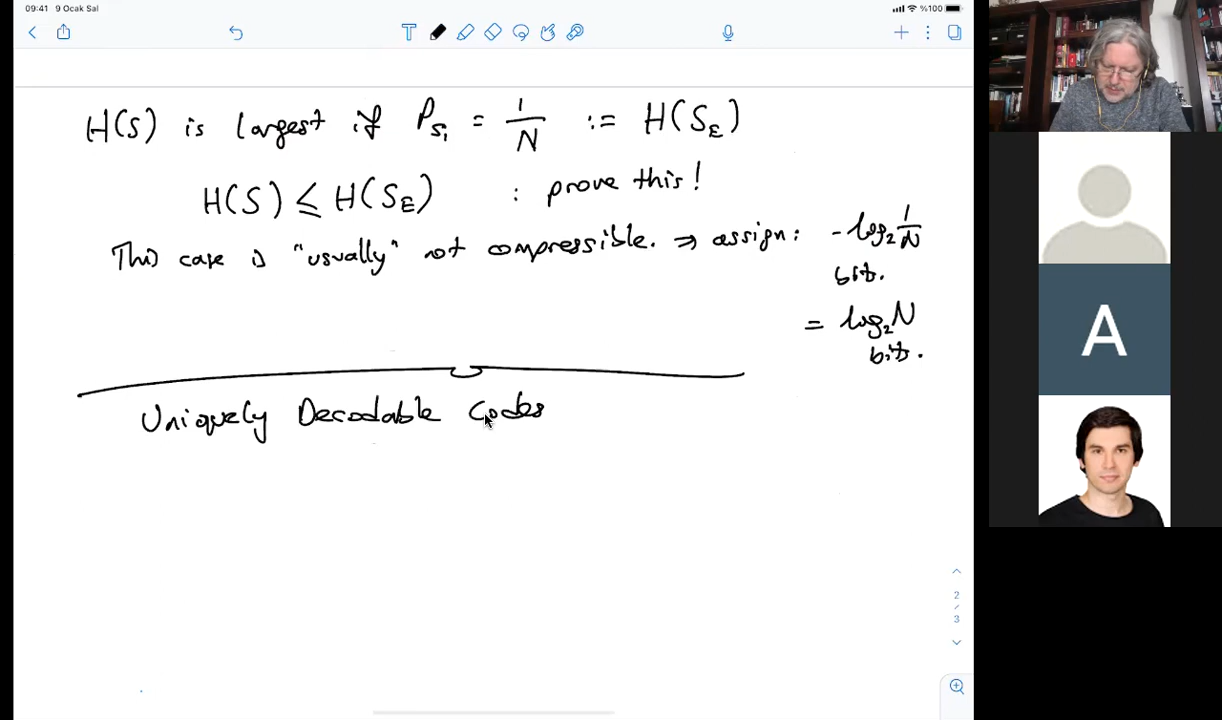 09:41 9 Ocak Sal
%100
H(S) is largest if P_{S_i} = 1/N := H(S_E)
H(S) ≤ H(S_E) : prove this!
This case is "usually" not compressible. ⇒ assign: -log₂ 1/N
bit.
= log₂N
bits.
Uniquely Decodable Codes
2
/
3
A